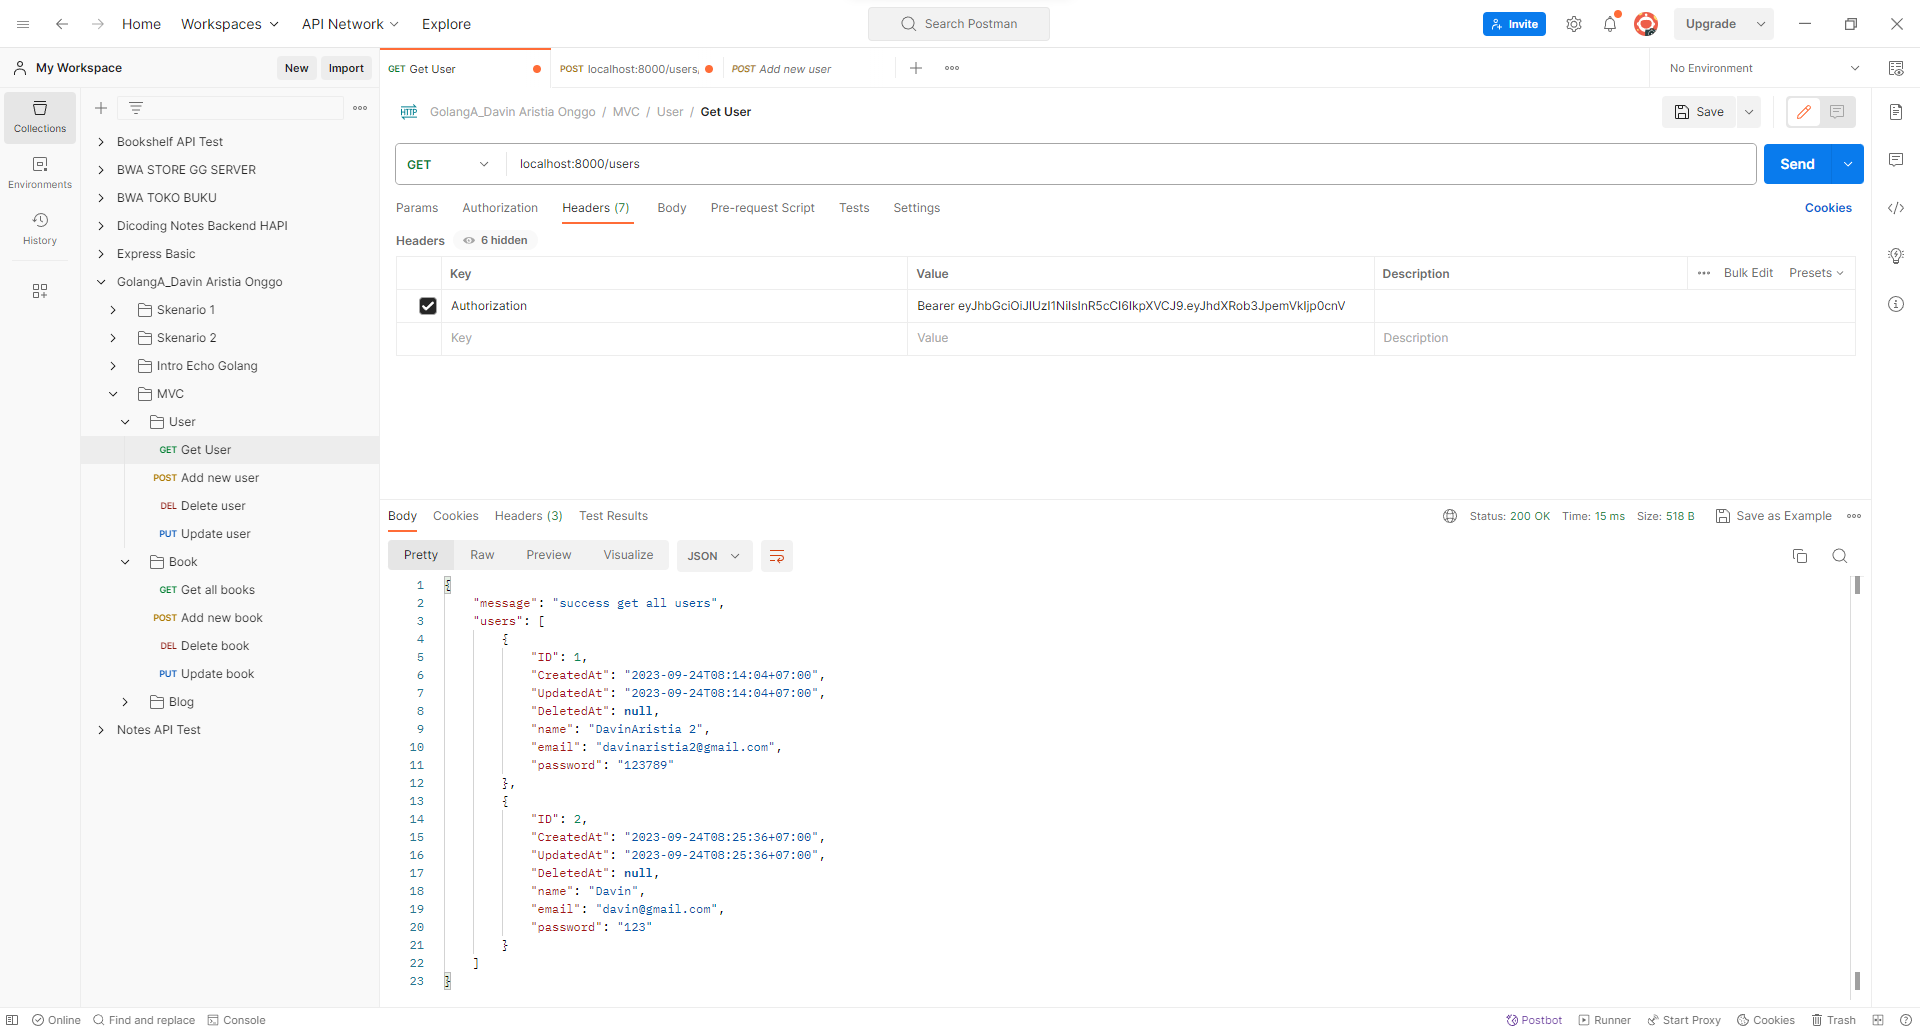 Home Workspaces API Network Explore Search Postman Invite Upgrade
My Workspace New Import GET Get User POST localhost:8000/users, POST Add new user No Environment
Collections
Environments
History
Bookshelf API Test
BWA STORE GG SERVER
BWA TOKO BUKU
Dicoding Notes Backend HAPI
Express Basic
GolangA_Davin Aristia Onggo
Skenario 1
Skenario 2
Intro Echo Golang
MVC
User
GET Get User
POST Add new user
DEL Delete user
PUT Update user
Book
GET Get all books
POST Add new book
DEL Delete book
PUT Update book
Blog
Notes API Test
HTTP GolangA_Davin Aristia Onggo / MVC / User / Get User Save
GET localhost:8000/users Send
Params Authorization Headers (7) Body Pre-request Script Tests Settings Cookies
Headers 6 hidden
Key Value Description Bulk Edit Presets
Authorization Bearer eyJhbGciOiJIUzI1NiIsInR5cCI6IkpXVCJ9.eyJhdXRob3JpemVkIjp0cnV
Key Value Description
Body Cookies Headers (3) Test Results Status: 200 OK Time: 15 ms Size: 518 B Save as Example
Pretty Raw Preview Visualize JSON
1 {
2 "message": "success get all users",
3 "users": [
4 {
5 "ID": 1,
6 "CreatedAt": "2023-09-24T08:14:04+07:00",
7 "UpdatedAt": "2023-09-24T08:14:04+07:00",
8 "DeletedAt": null,
9 "name": "DavinAristia 2",
10 "email": "davinaristia2@gmail.com",
11 "password": "123789"
12 },
13 {
14 "ID": 2,
15 "CreatedAt": "2023-09-24T08:25:36+07:00",
16 "UpdatedAt": "2023-09-24T08:25:36+07:00",
17 "DeletedAt": null,
18 "name": "Davin",
19 "email": "davin@gmail.com",
20 "password": "123"
21 }
22 ]
23 }
Online Find and replace Console Postbot Runner Start Proxy Cookies Trash